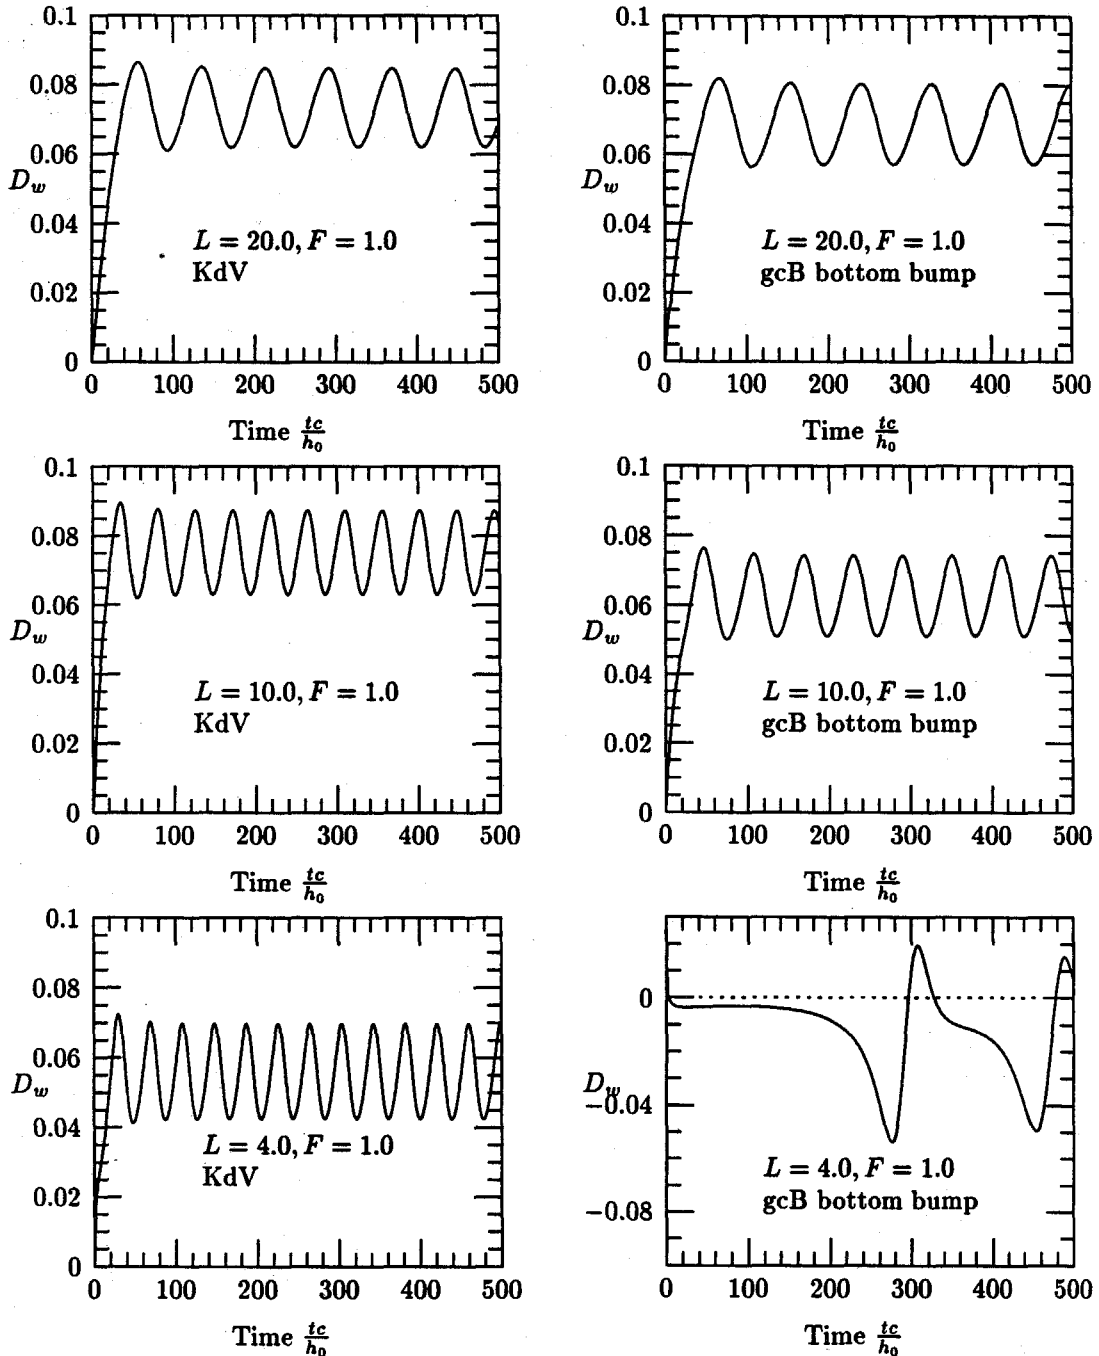 0.1
0.08
0.06
D_w
0.04
L = 20.0, F = 1.0
KdV
0.02
0
0 100 200 300 400 500
Time tc/h_0
0.1
0.08
0.06
D_w
0.04
L = 20.0, F = 1.0
gcB bottom bump
0.02
0
0 100 200 300 400 500
Time tc/h_0
0.1
0.08
0.06
D_w
0.04
L = 10.0, F = 1.0
KdV
0.02
0
0 100 200 300 400 500
Time tc/h_0
0.1
0.08
0.06
D_w
0.04
L = 10.0, F = 1.0
gcB bottom bump
0.02
0
0 100 200 300 400 500
Time tc/h_0
0.1
0.08
0.06
D_w
0.04
L = 4.0, F = 1.0
KdV
0.02
0
0 100 200 300 400 500
Time tc/h_0
0
D_w
−0.04
L = 4.0, F = 1.0
gcB bottom bump
−0.08
0 100 200 300 400 500
Time tc/h_0